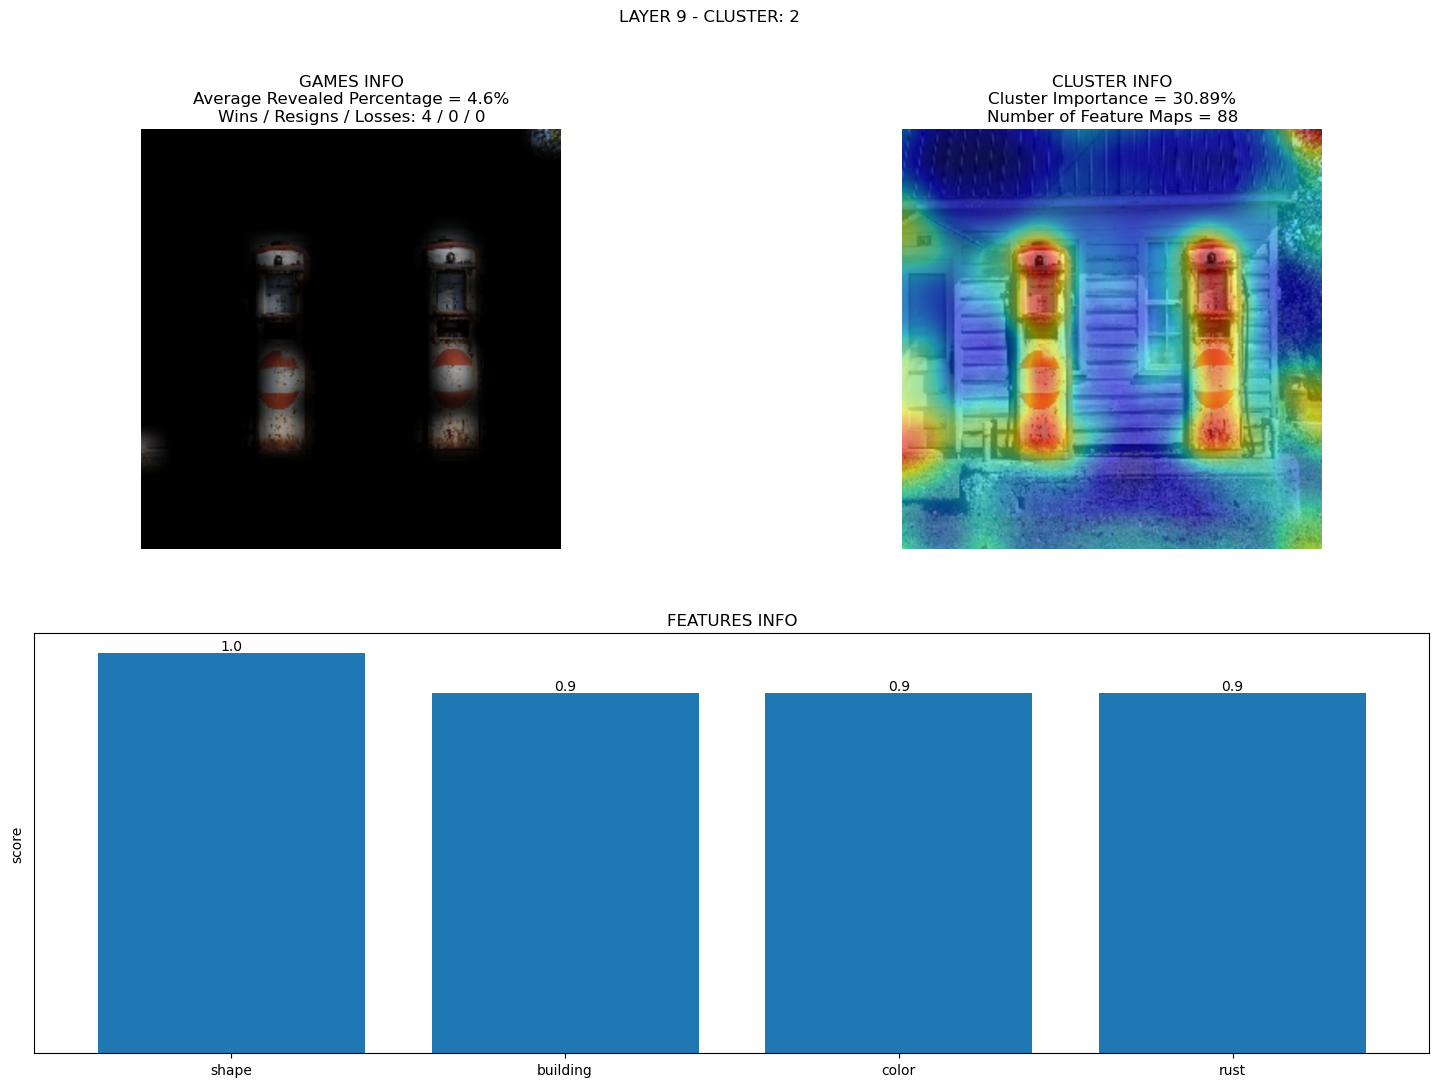 LAYER 9 - CLUSTER: 2
GAMES INFO
Average Revealed Percentage = 4.6%
Wins / Resigns / Losses: 4 / 0 / 0
CLUSTER INFO
Cluster Importance = 30.89%
Number of Feature Maps = 88
FEATURES INFO
score
1.0
0.9
0.9
0.9
shape
building
color
rust